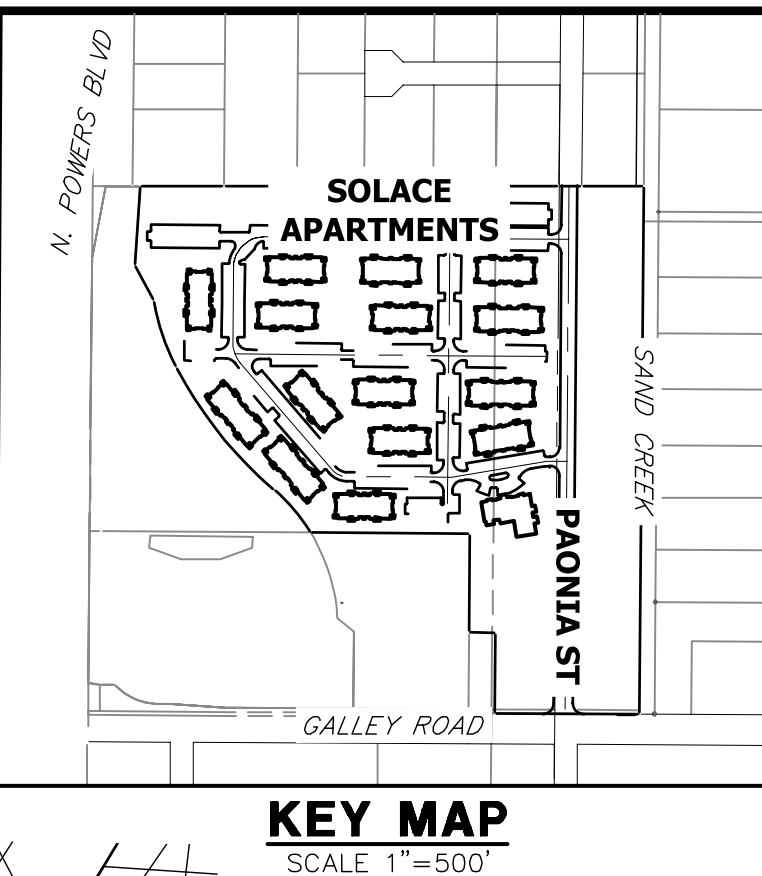 N. POWERS BLVD
SOLACE
APARTMENTS
SAND CREEK
PAONIA ST
GALLEY ROAD
KEY MAP
SCALE 1"=500'